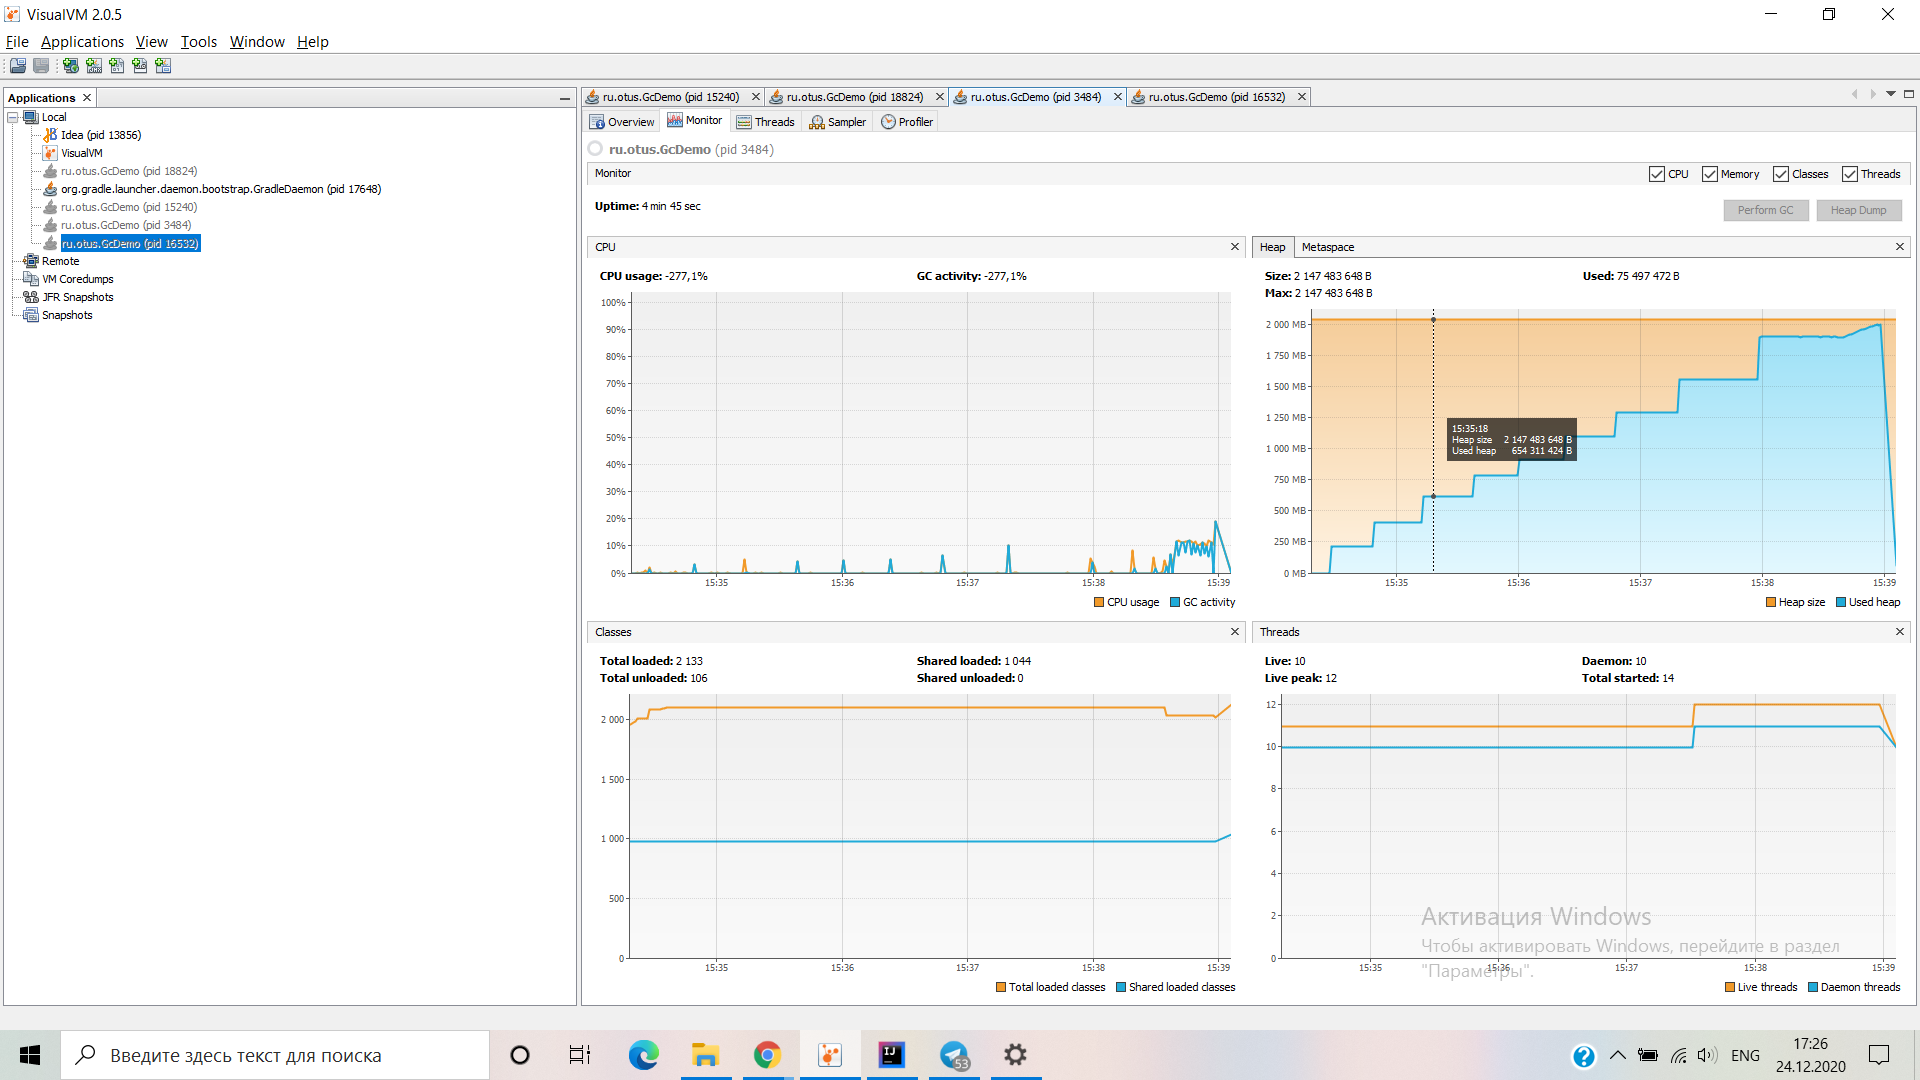 VisualVM 2.0.5
File Applications View Tools Window Help
Applications
Local
Idea (pid 13856)
VisualVM
ru.otus.GcDemo (pid 18824)
org.gradle.launcher.daemon.bootstrap.GradleDaemon (pid 17648)
ru.otus.GcDemo (pid 15240)
ru.otus.GcDemo (pid 3484)
ru.otus.GcDemo (pid 16532)
Remote
VM Coredumps
JFR Snapshots
Snapshots
ru.otus.GcDemo (pid 15240) ru.otus.GcDemo (pid 18824) ru.otus.GcDemo (pid 3484) ru.otus.GcDemo (pid 16532)
Overview Monitor Threads Sampler Profiler
ru.otus.GcDemo (pid 3484)
Monitor CPU Memory Classes Threads
Uptime: 4 min 45 sec
Perform GC Heap Dump
CPU
CPU usage: -277,1% GC activity: -277,1%
100%
90%
80%
70%
60%
50%
40%
30%
20%
10%
0%
15:35 15:36 15:37 15:38 15:39
CPU usage GC activity
Heap Metaspace
Size: 2 147 483 648 B Used: 75 497 472 B
Max: 2 147 483 648 B
2 000 MB
1 750 MB
1 500 MB
1 250 MB
1 000 MB
750 MB
500 MB
250 MB
0 MB
15:35:18
Heap size 2 147 483 648 B
Used heap 654 311 424 B
15:35 15:36 15:37 15:38 15:39
Heap size Used heap
Classes
Total loaded: 2 133 Shared loaded: 1 044
Total unloaded: 106 Shared unloaded: 0
2 000
1 500
1 000
500
0
15:35 15:36 15:37 15:38 15:39
Total loaded classes Shared loaded classes
Threads
Live: 10 Daemon: 10
Live peak: 12 Total started: 14
12
10
8
6
4
2
0
15:35 15:36 15:37 15:38 15:39
Live threads Daemon threads
Активация Windows
Чтобы активировать Windows, перейдите в раздел
"Параметры".
Введите здесь текст для поиска
IJ
53
ENG
17:26
24.12.2020